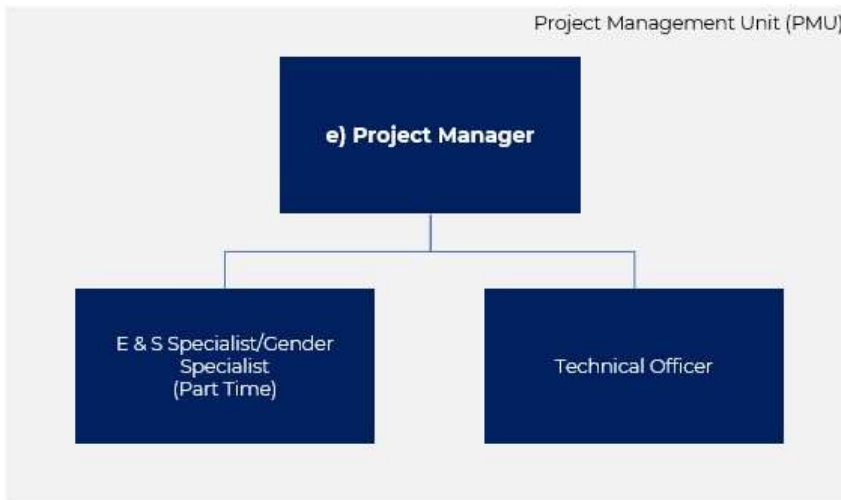 Project Management Unit (PMU)
e) Project Manager
E & S Specialist/Gender
Specialist
(Part Time)
Technical Officer